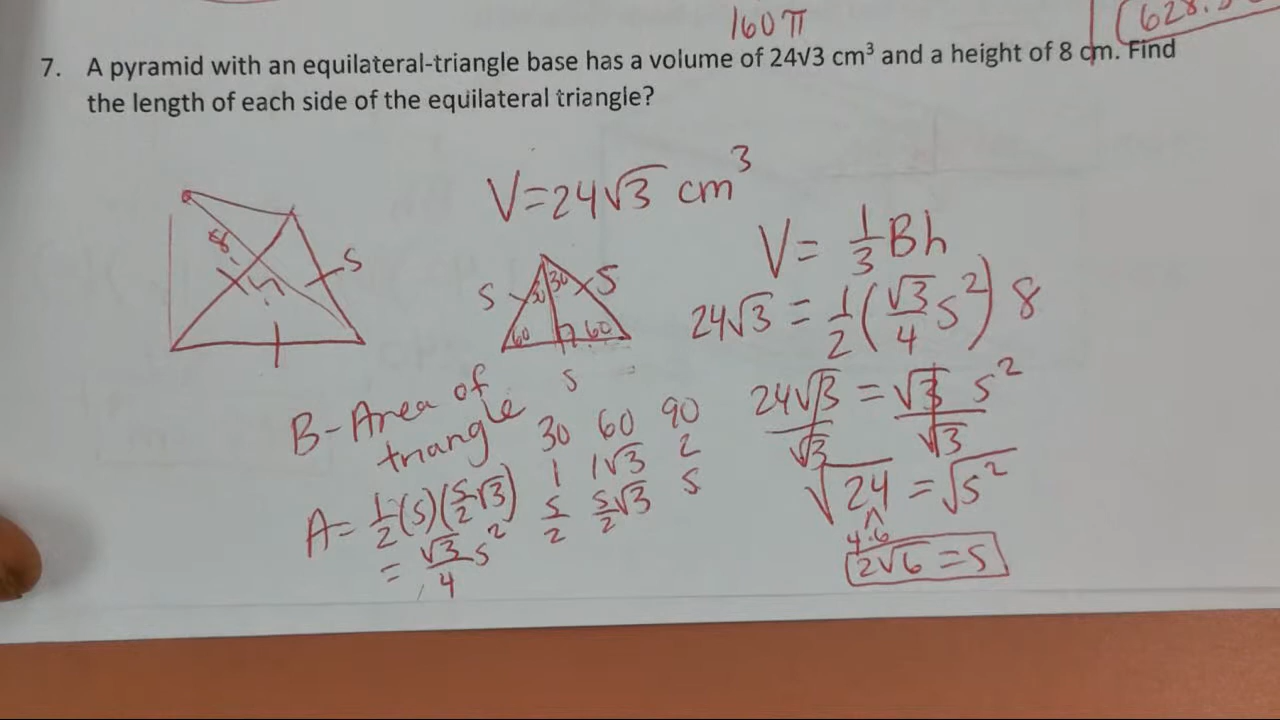 160 π
628.3
7. A pyramid with an equilateral-triangle base has a volume of 24√3 cm³ and a height of 8 cm. Find
the length of each side of the equilateral triangle?
V=24√3 cm³
8
s
s
30
30
s
60
60
s
V= 1/3 Bh
24√3 = 1/2 (√3/4 s²) 8
24√3/√3 = √3 s²/√3
√24 = √s²
4·6
2√6 = s
B-Area of
triangle
30 60 90
1 1√3 2
s/2 s/2√3 s
A= 1/2(s)(s/2√3)
= √3/4 s²